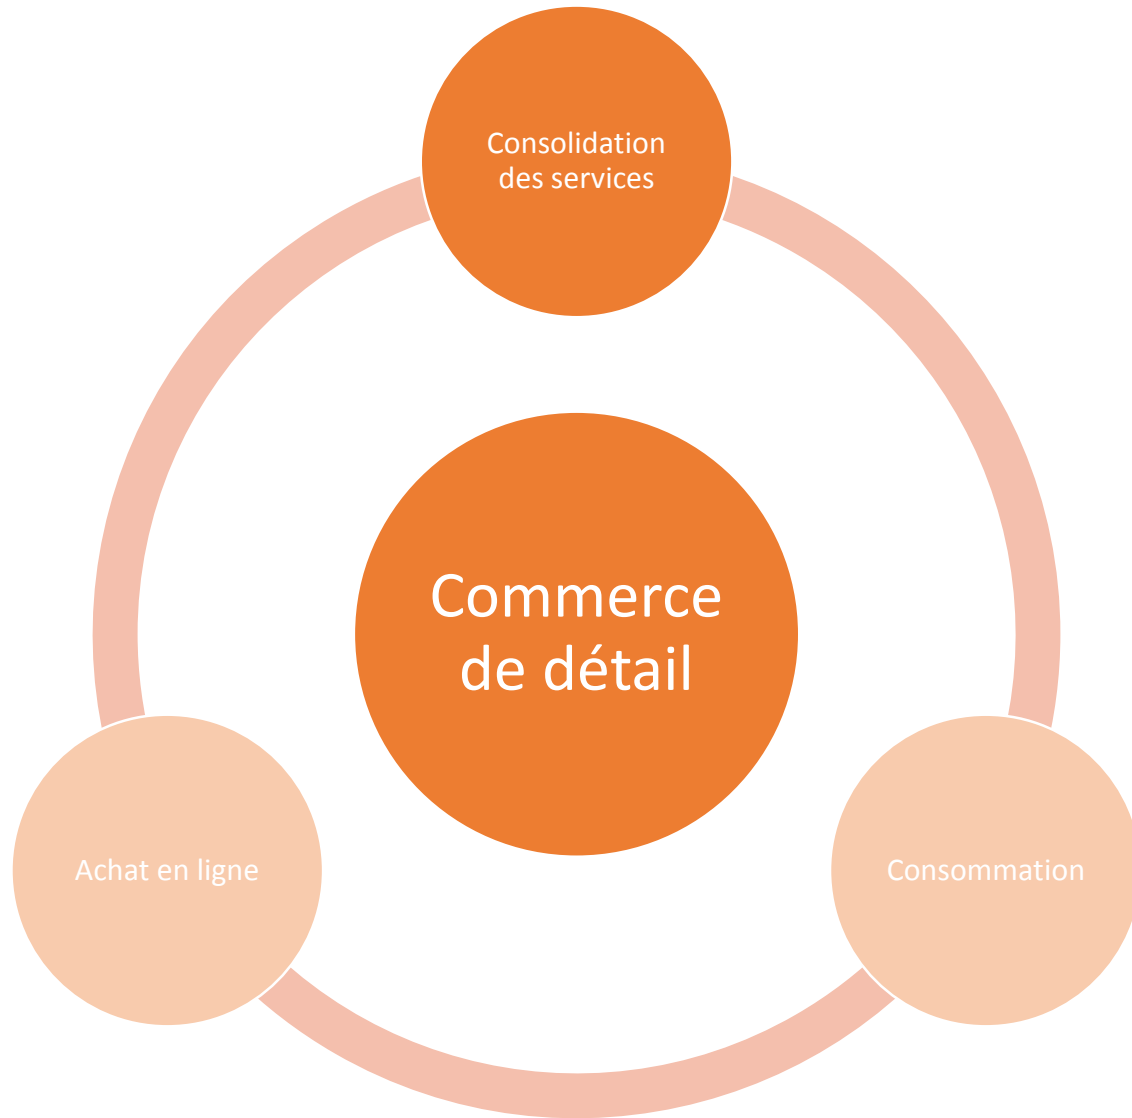 Consolidation
des services
Commerce
de détail
Achat en ligne
Consommation